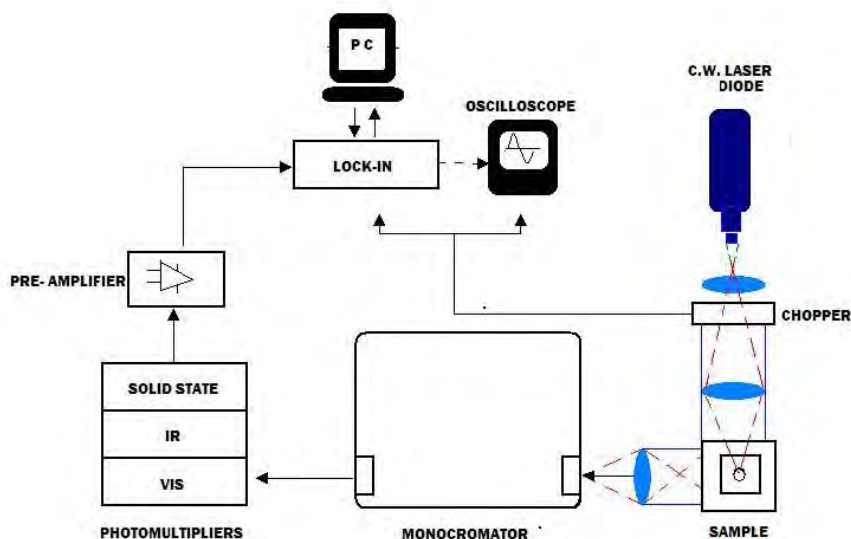 P C
C.W. LASER
DIODE
OSCILLOSCOPE
LOCK-IN
PRE- AMPLIFIER
CHOPPER
SOLID STATE
IR
VIS
PHOTOMULTIPLIERS
MONOCROMATOR
SAMPLE